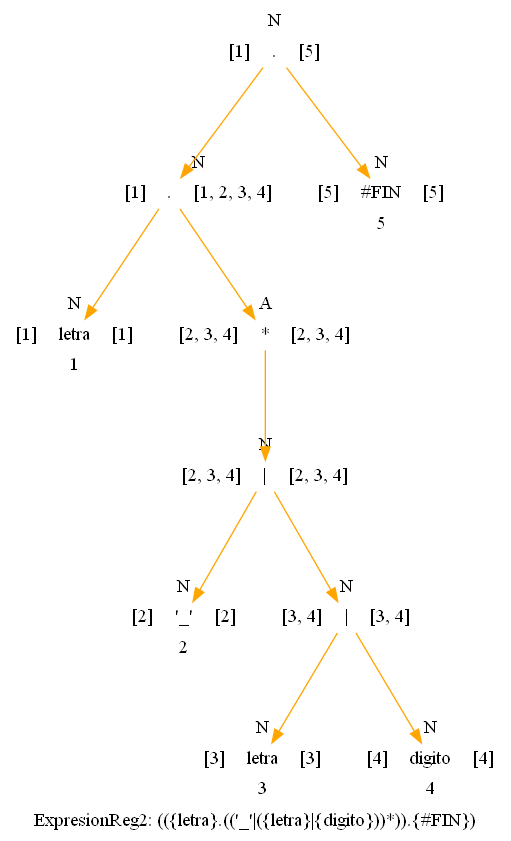 N
[1] . [5]
N N
[1] . [1, 2, 3, 4] [5] #FIN [5]
5
N A
[1] letra [1] [2, 3, 4] * [2, 3, 4]
1
N
[2, 3, 4] | [2, 3, 4]
N N
[2] '_' [2] [3, 4] | [3, 4]
2
N N
[3] letra [3] [4] digito [4]
3 4
ExpresionReg2: (({letra}.(('_'|({letra}|{digito}))*)).{#FIN})